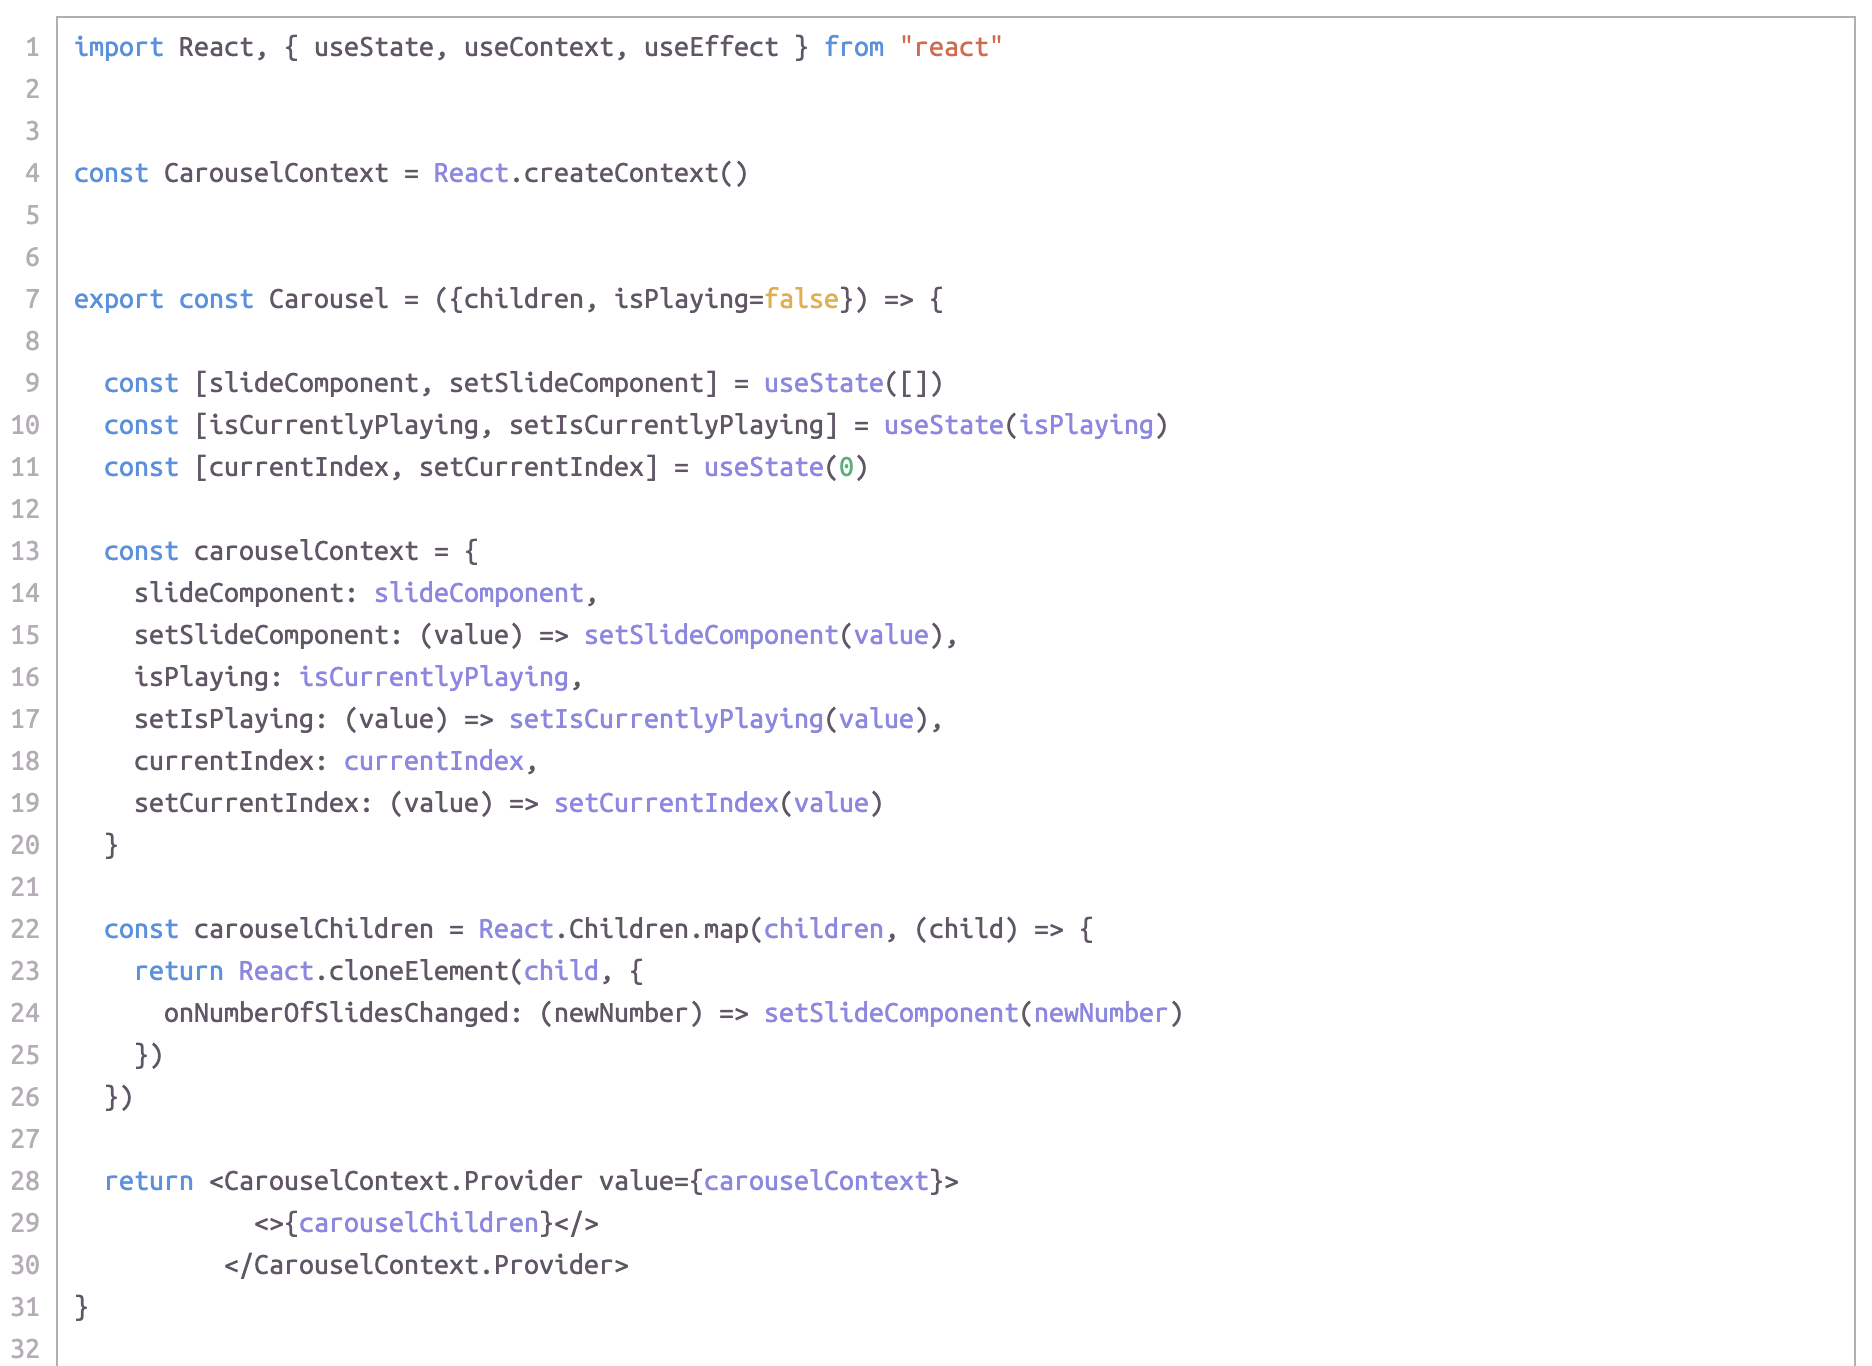 1 import React, { useState, useContext, useEffect } from "react"
2
3
4 const CarouselContext = React.createContext()
5
6
7 export const Carousel = ({children, isPlaying=false}) => {
8
9   const [slideComponent, setSlideComponent] = useState([])
10   const [isCurrentlyPlaying, setIsCurrentlyPlaying] = useState(isPlaying)
11   const [currentIndex, setCurrentIndex] = useState(0)
12
13   const carouselContext = {
14     slideComponent: slideComponent,
15     setSlideComponent: (value) => setSlideComponent(value),
16     isPlaying: isCurrentlyPlaying,
17     setIsPlaying: (value) => setIsCurrentlyPlaying(value),
18     currentIndex: currentIndex,
19     setCurrentIndex: (value) => setCurrentIndex(value)
20   }
21
22   const carouselChildren = React.Children.map(children, (child) => {
23     return React.cloneElement(child, {
24       onNumberOfSlidesChanged: (newNumber) => setSlideComponent(newNumber)
25     })
26   })
27
28   return <CarouselContext.Provider value={carouselContext}>
29             <>{carouselChildren}</>
30           </CarouselContext.Provider>
31 }
32